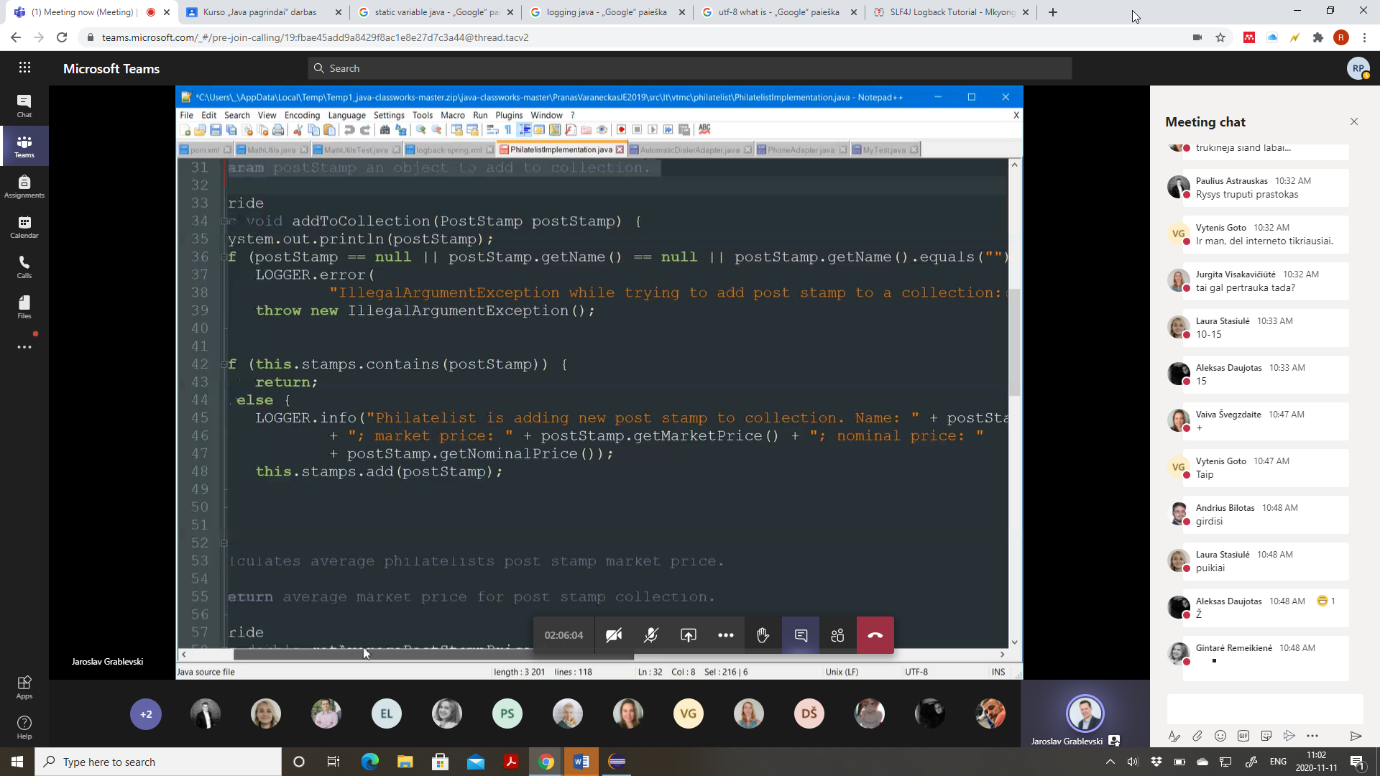 (1) Meeting now (Meeting) |
Kurso „Java pagrindai“ darbas
static variable java - „Google“ pai
logging java - „Google“ paieška
utf-8 what is - „Google“ paieška
SLF4J Logback Tutorial - Mkyong
teams.microsoft.com/_#/pre-join-calling/19:fbae45add9a8429f8ac1e8e27d7c3a44@thread.tacv2
R
Microsoft Teams
Search
RP
Chat
Teams
Assignments
Calendar
Calls
Files
Apps
Help
*C:\Users\_\AppData\Local\Temp\Temp1_java-classworks-master.zip\java-classworks-master\PranasVaraneckasJE2019\src\lt\vtmc\philatelist\PhilatelistImplementation.java - Notepad++
File Edit Search View Encoding Language Settings Tools Macro Run Plugins Window ? X
pom.xml MathUtils.java MathUtilsTest.java logback-spring.xml PhilatelistImplementation.java AutomaticDialerAdapter.java PhoneAdapter.java MyTest.java
31 aram postStamp an object to add to collection.
32
33 ride
34 c void addToCollection(PostStamp postStamp) {
35 ystem.out.println(postStamp);
36 f (postStamp == null || postStamp.getName() == null || postStamp.getName().equals("")
37 LOGGER.error(
38 "IllegalArgumentException while trying to add post stamp to a collection:
39 throw new IllegalArgumentException();
40
41
42 f (this.stamps.contains(postStamp)) {
43 return;
44 else {
45 LOGGER.info("Philatelist is adding new post stamp to collection. Name: " + postSta
46 + "; market price: " + postStamp.getMarketPrice() + "; nominal price: "
47 + postStamp.getNominalPrice());
48 this.stamps.add(postStamp);
49
50
51
52
53 lculates average philatelists post stamp market price.
54
55 eturn average market price for post stamp collection.
56
57 ride
Java source file length : 3 201 lines : 118 Ln : 32 Col : 8 Sel : 216 | 6 Unix (LF) UTF-8 INS
02:06:04
Jaroslav Grablevski
+2
EL
PS
VG
DŠ
Jaroslav Grablevski
Meeting chat
trukineja siand labai...
Paulius Astrauskas 10:32 AM
Rysys truputi prastokas
VG
Vytenis Goto 10:32 AM
Ir man. del interneto tikriausiai.
Jurgita Visakavičiūtė 10:32 AM
tai gal pertrauka tada?
Laura Stasiulė 10:33 AM
10-15
Aleksas Daujotas 10:33 AM
15
Vaiva Švegzdaite 10:47 AM
+
VG
Vytenis Goto 10:47 AM
Taip
Andrius Bilotas 10:48 AM
girdisi
Laura Stasiulė 10:48 AM
puikiai
Aleksas Daujotas 10:48 AM 1
Ž
Gintarė Remeikienė 10:48 AM
Type here to search
ENG
11:02
2020-11-11
1